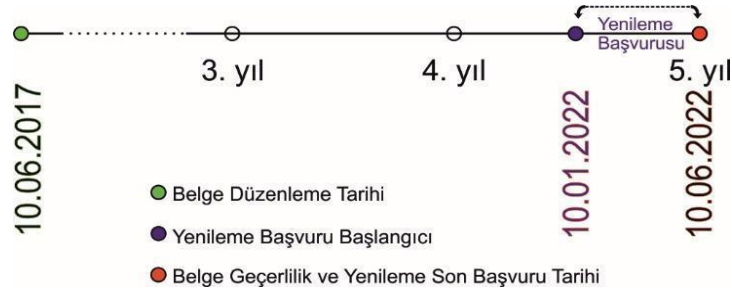 Yenileme
Başvurusu
3. yıl
4. yıl
5. yıl
10.06.2017
10.01.2022
10.06.2022
Belge Düzenleme Tarihi
Yenileme Başvuru Başlangıcı
Belge Geçerlilik ve Yenileme Son Başvuru Tarihi